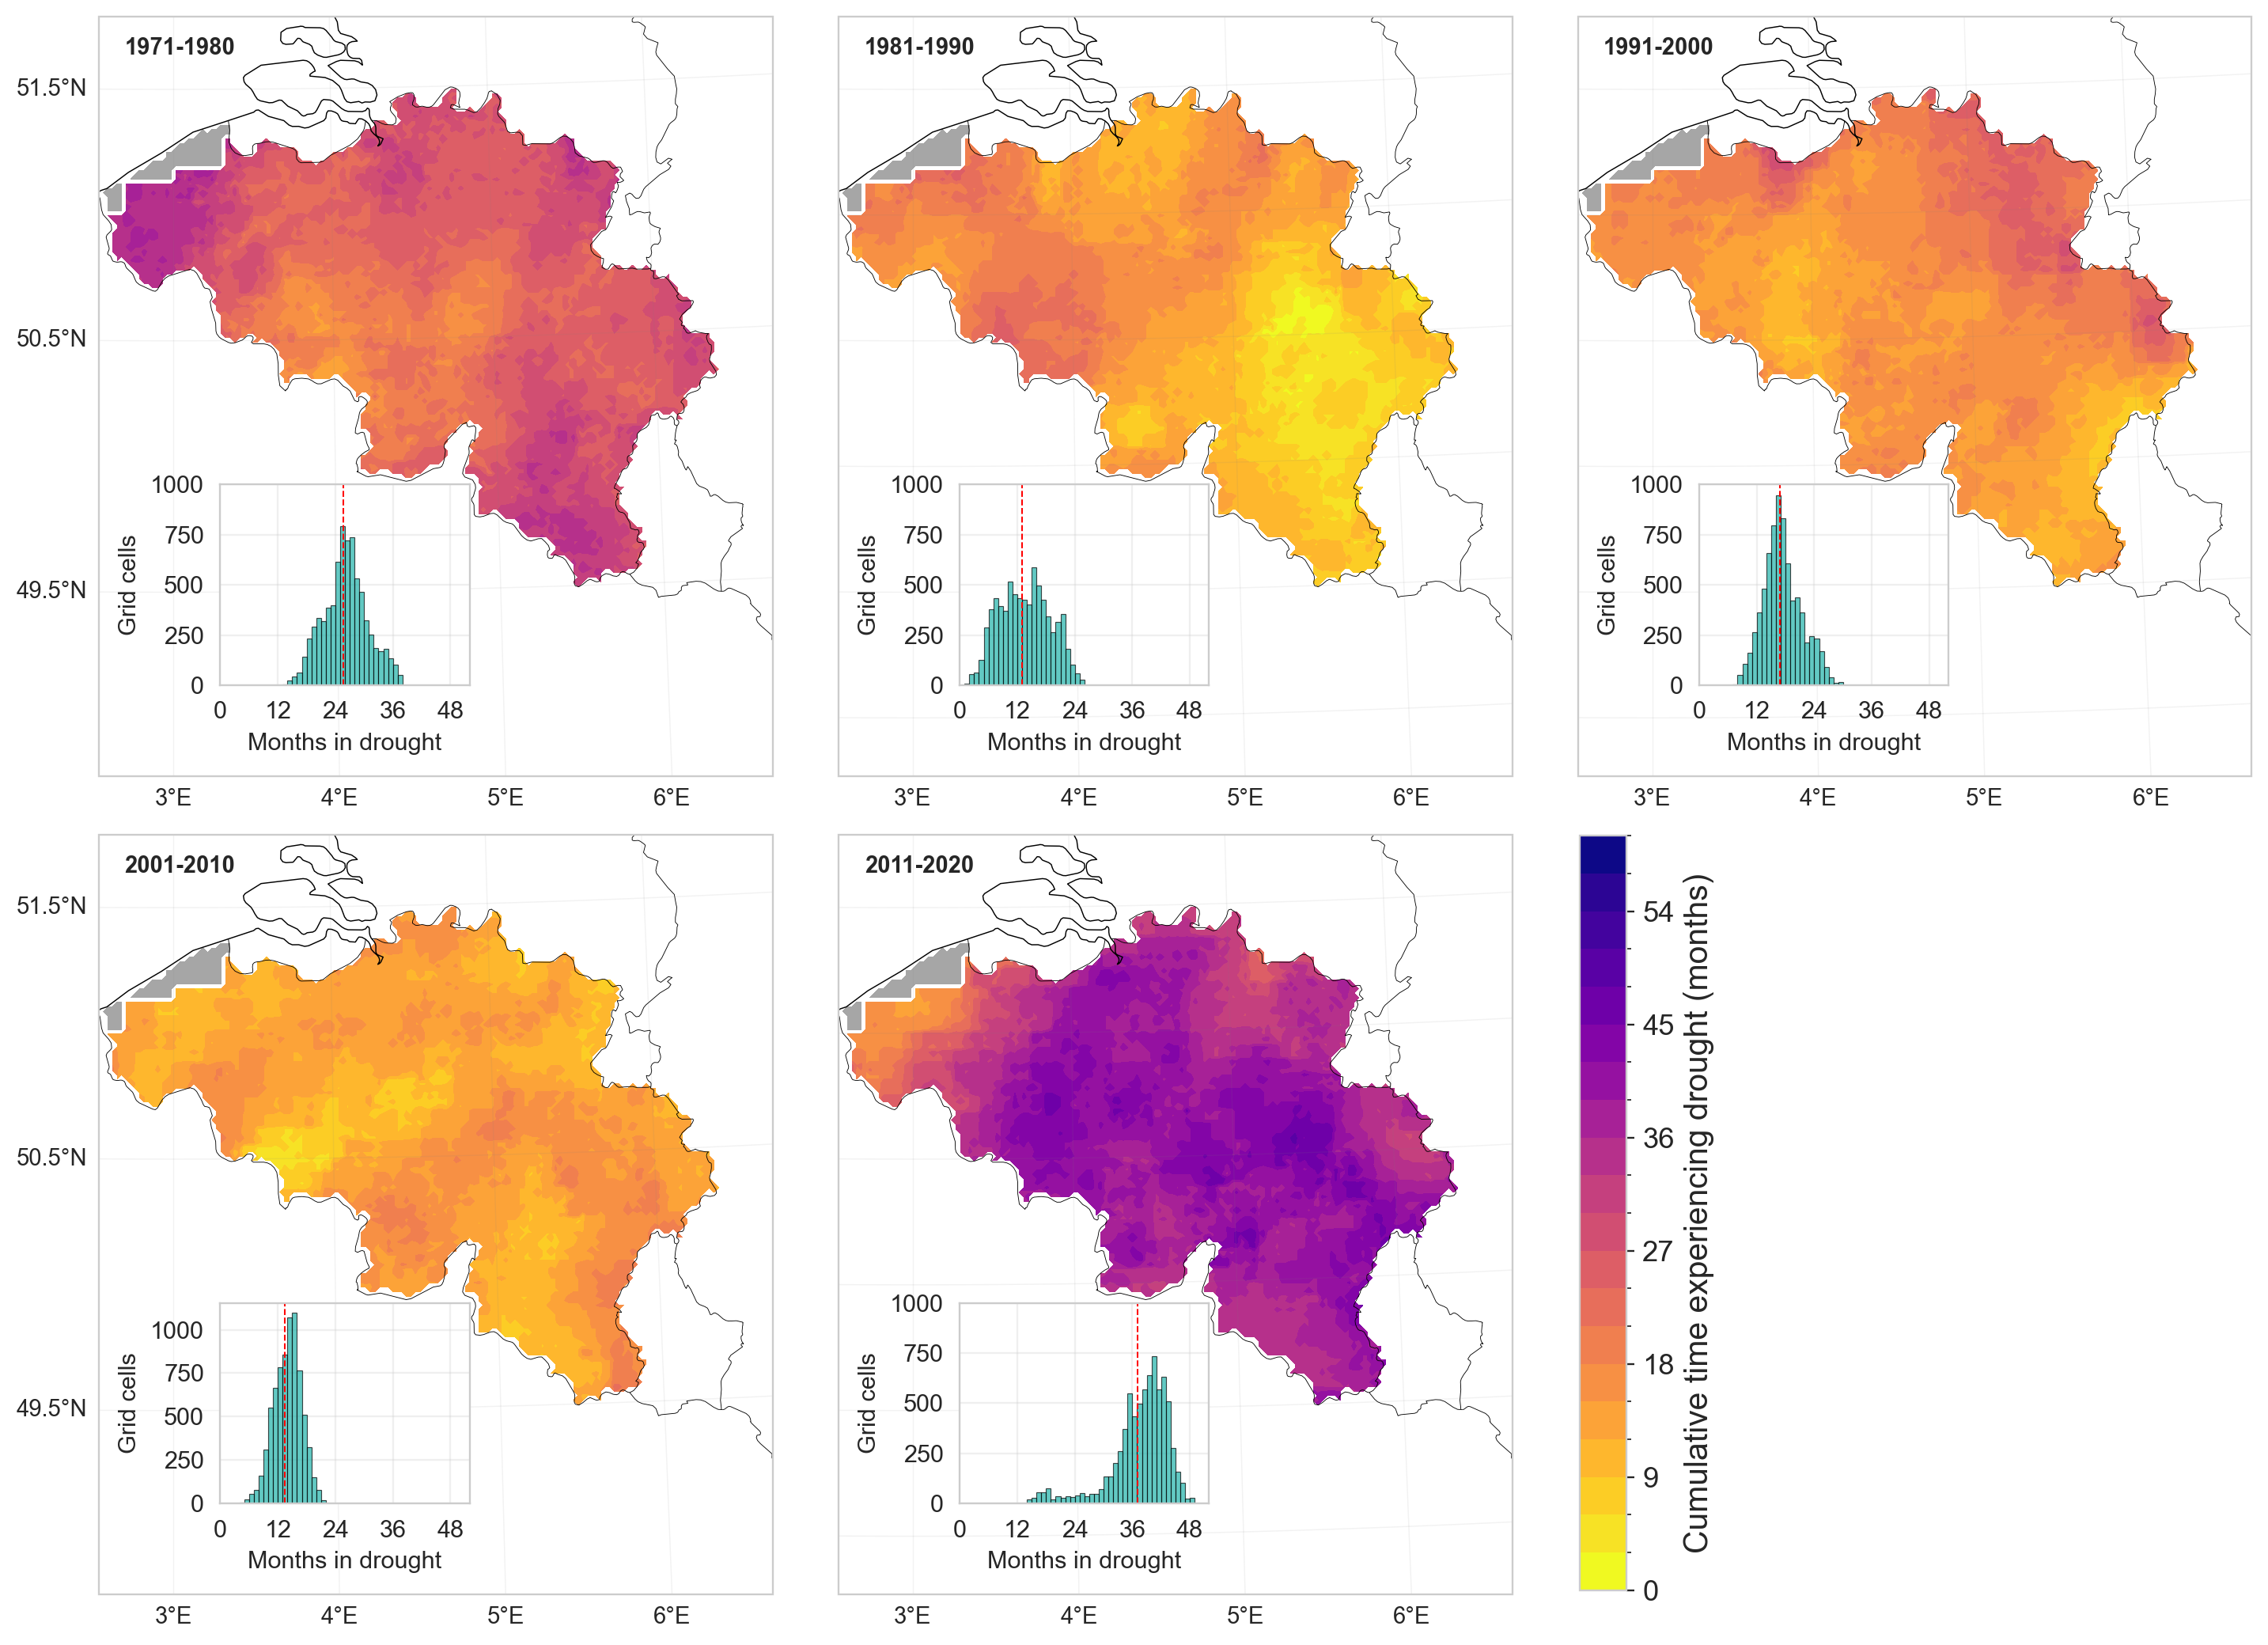 1971-1980
1981-1990
1991-2000
51.5°N
50.5°N
49.5°N
1000
750
500
250
0
Grid cells
0 12 24 36 48
Months in drought
1000
750
500
250
0
Grid cells
0 12 24 36 48
Months in drought
1000
750
500
250
0
Grid cells
0 12 24 36 48
Months in drought
3°E 4°E 5°E 6°E
3°E 4°E 5°E 6°E
3°E 4°E 5°E 6°E
2001-2010
2011-2020
51.5°N
50.5°N
49.5°N
1000
750
500
250
0
Grid cells
0 12 24 36 48
Months in drought
1000
750
500
250
0
Grid cells
0 12 24 36 48
Months in drought
3°E 4°E 5°E 6°E
3°E 4°E 5°E 6°E
54
45
36
27
18
9
0
Cumulative time experiencing drought (months)